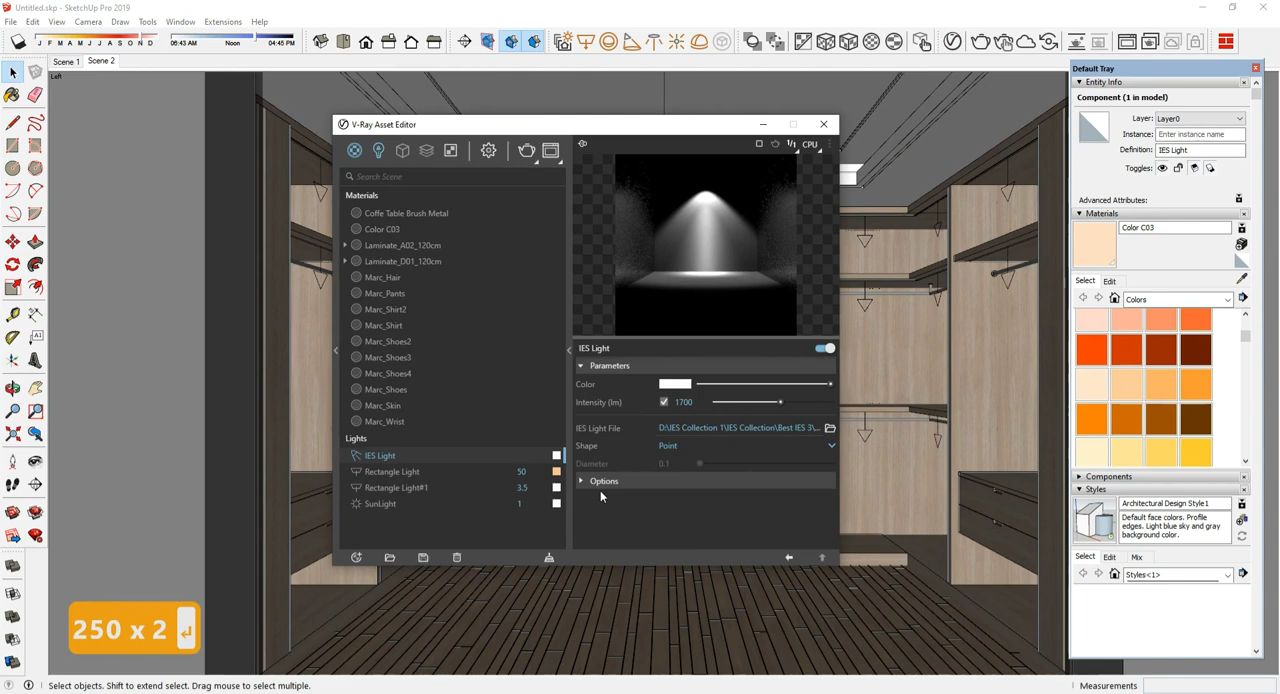 Untitled.skp - SketchUp Pro 2019
File Edit View Camera Draw Tools Window Extensions Help
J F M A M J J A S O N D 06:43 AM Noon 04:45 PM
Scene 1 Scene 2
Left
V-Ray Asset Editor
Search Scene
Materials
Coffe Table Brush Metal
Color C03
Laminate_A02_120cm
Laminate_D01_120cm
Marc_Hair
Marc_Pants
Marc_Shirt2
Marc_Shirt
Marc_Shoes2
Marc_Shoes3
Marc_Shoes4
Marc_Shoes
Marc_Skin
Marc_Wrist
Lights
IES Light
Rectangle Light 50
Rectangle Light#1 3.5
SunLight 1
CPU
IES Light
Parameters
Color
Intensity (lm) 1700
IES Light File D:\IES Collection 1\IES Collection\Best IES 3\...
Shape Point
Diameter 0.1
Options
Default Tray
Entity Info
Component (1 in model)
Layer: Layer0
Instance: Enter instance name
Definition: IES Light
Toggles:
Advanced Attributes:
Materials
Color C03
Select Edit
Colors
Components
Styles
Architectural Design Style1
Default face colors. Profile
edges. Light blue sky and gray
background color.
Select Edit Mix
Styles<1>
250 x 2
Select objects. Shift to extend select. Drag mouse to select multiple.
Measurements